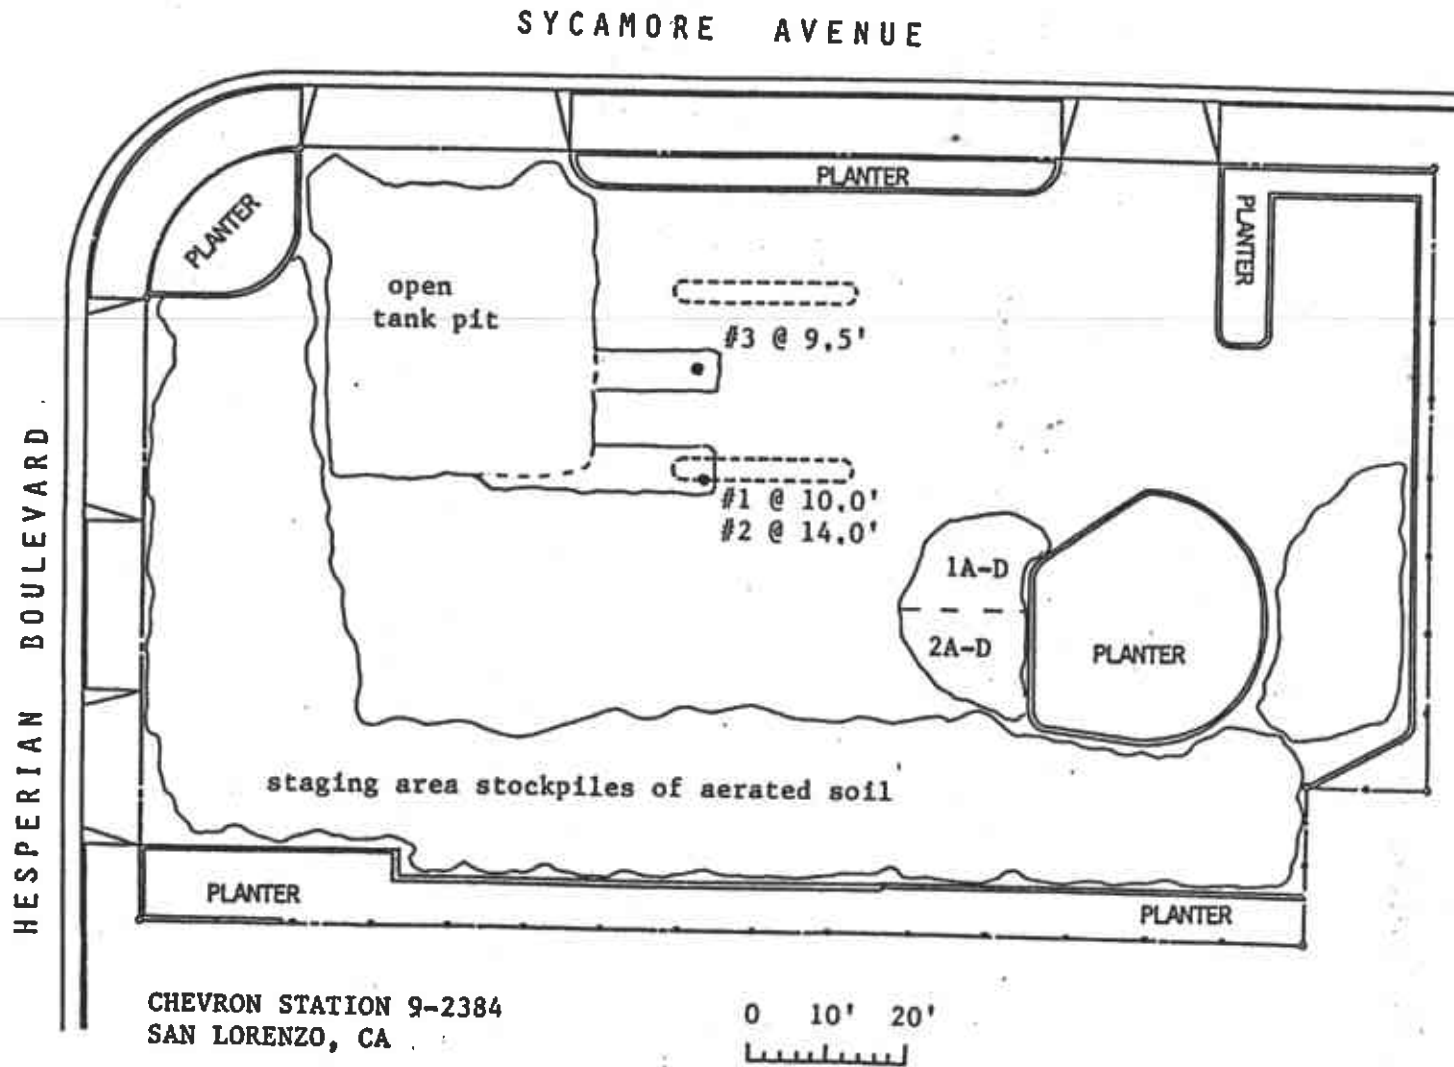 SYCAMORE AVENUE
PLANTER
PLANTER
PLANTER
open
tank pit
#3 @ 9.5'
HESPERIAN BOULEVARD
#1 @ 10.0'
#2 @ 14.0'
1A-D
2A-D
PLANTER
staging area stockpiles of aerated soil
PLANTER
PLANTER
CHEVRON STATION 9-2384
SAN LORENZO, CA
0 10' 20'